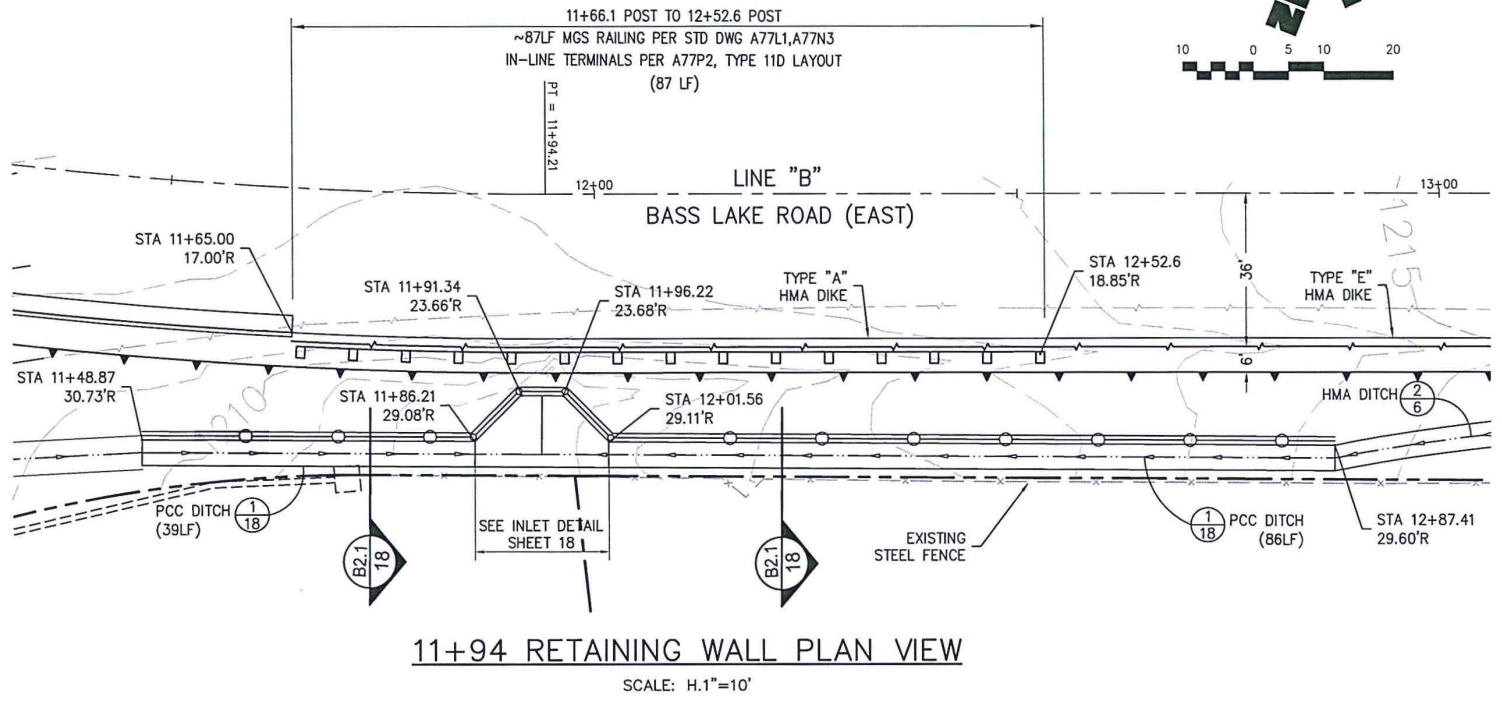 11+66.1 POST TO 12+52.6 POST
~87LF MGS RAILING PER STD DWG A77L1,A77N3
IN-LINE TERMINALS PER A77P2, TYPE 11D LAYOUT
(87 LF)
N
10 0 5 10 20
PT = 11+94.21
12+00
LINE "B"
13+00
BASS LAKE ROAD (EAST)
1215
STA 11+65.00
17.00'R
STA 11+91.34
23.66'R
STA 11+96.22
23.68'R
TYPE "A"
HMA DIKE
STA 12+52.6
18.85'R
36'
TYPE "E"
HMA DIKE
6'
STA 11+48.87
30.73'R
1210
STA 11+86.21
29.08'R
STA 12+01.56
29.11'R
HMA DITCH 2
6
PCC DITCH 1
(39LF) 18
SEE INLET DETAIL
SHEET 18
B2.1
18
B2.1
18
EXISTING
STEEL FENCE
1
18
PCC DITCH
(86LF)
STA 12+87.41
29.60'R
11+94 RETAINING WALL PLAN VIEW
SCALE: H.1"=10'